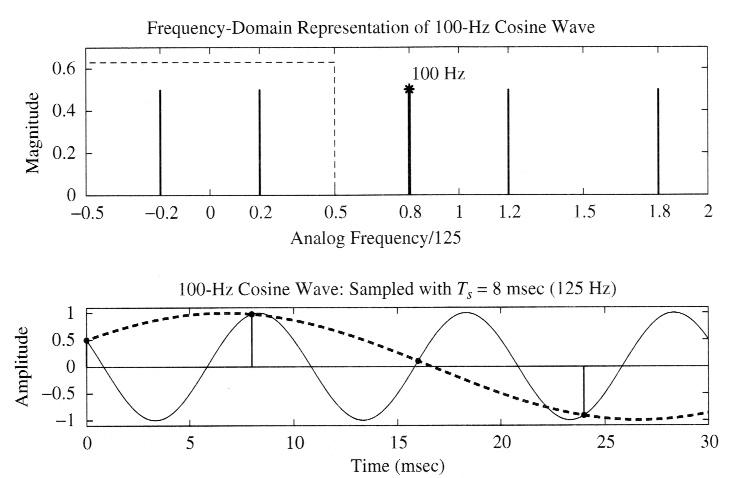 Frequency-Domain Representation of 100-Hz Cosine Wave
0.6
0.4
0.2
0
Magnitude
100 Hz
−0.5 −0.2 0 0.2 0.5 0.8 1 1.2 1.5 1.8 2
Analog Frequency/125
100-Hz Cosine Wave: Sampled with Ts = 8 msec (125 Hz)
1
0.5
0
−0.5
−1
Amplitude
0 5 10 15 20 25 30
Time (msec)